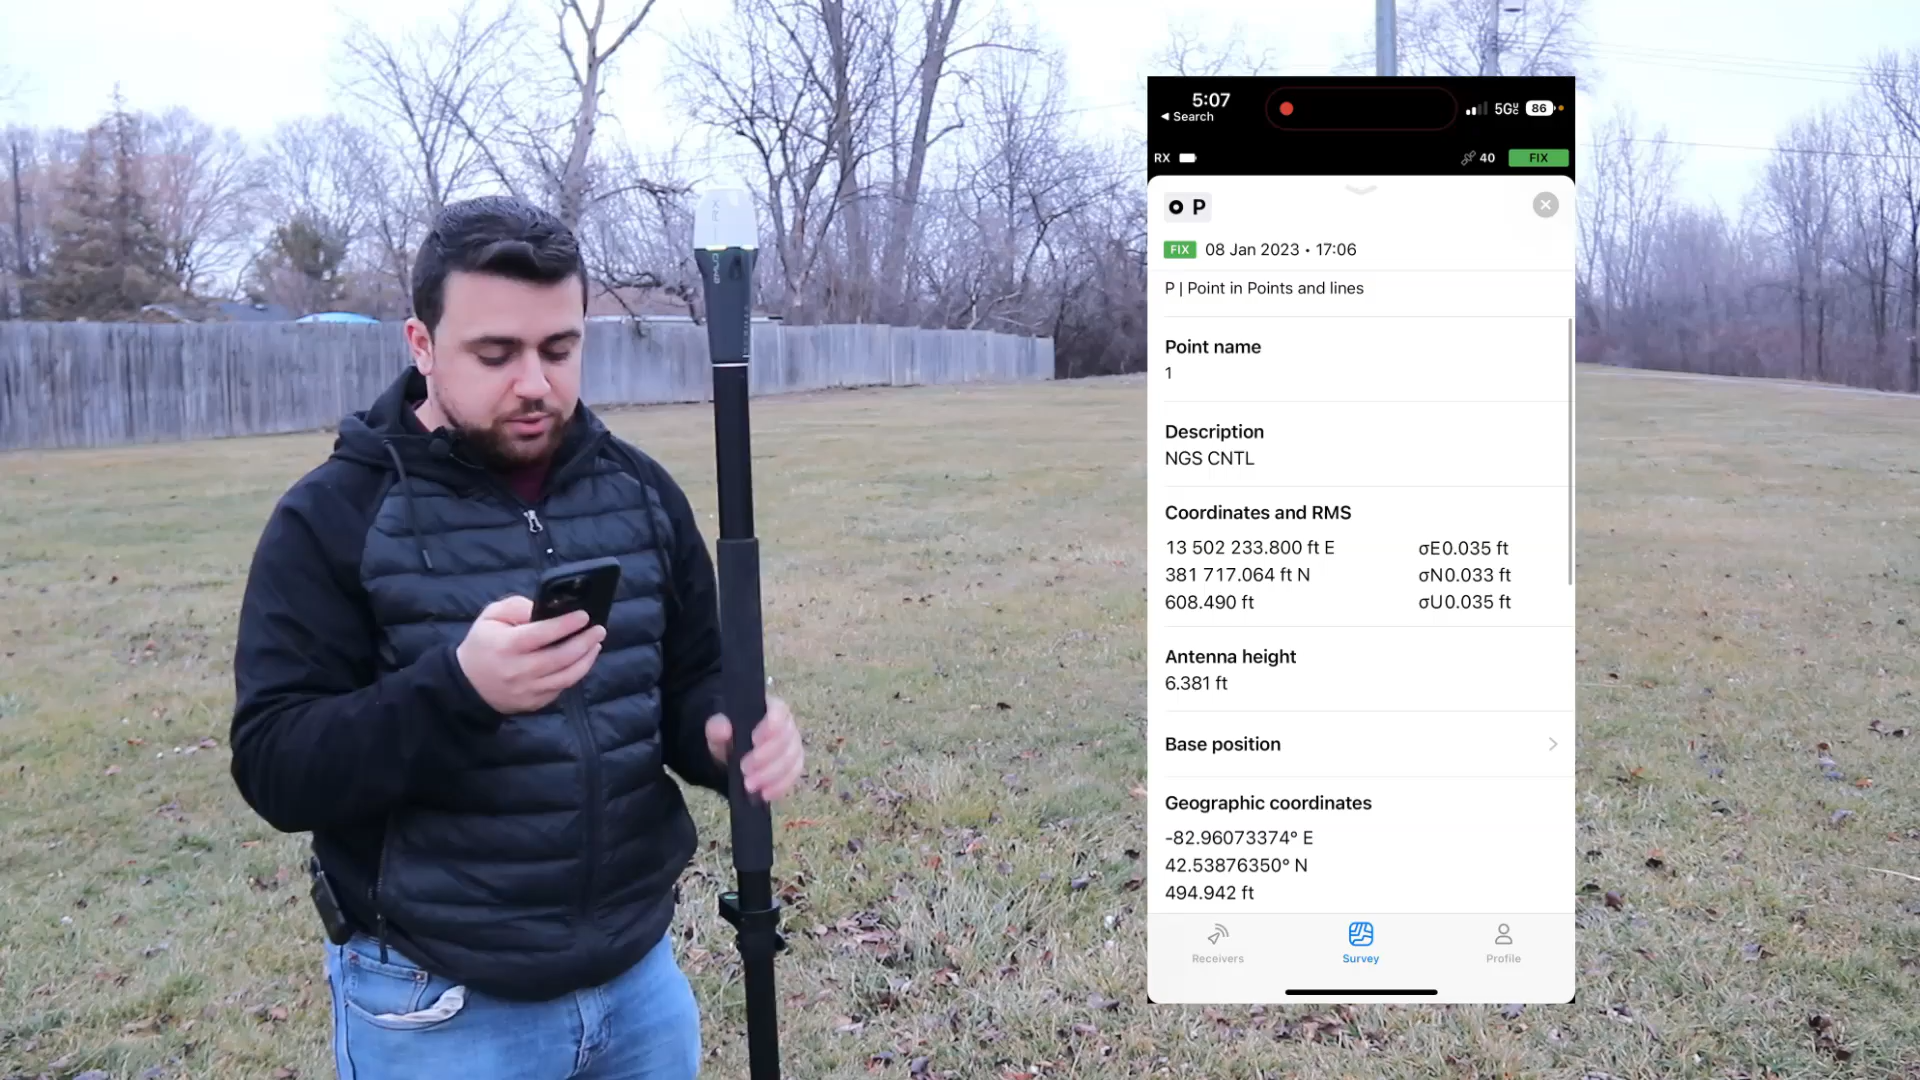 5:07
◀ Search
5G UC
86
RX
40
FIX
P
FIX 08 Jan 2023 • 17:06
P | Point in Points and lines
Point name
1
Description
NGS CNTL
Coordinates and RMS
13 502 233.800 ft E σE0.035 ft
381 717.064 ft N σN0.033 ft
608.490 ft σU0.035 ft
Antenna height
6.381 ft
Base position
Geographic coordinates
-82.96073374° E
42.53876350° N
494.942 ft
Receivers
Survey
Profile